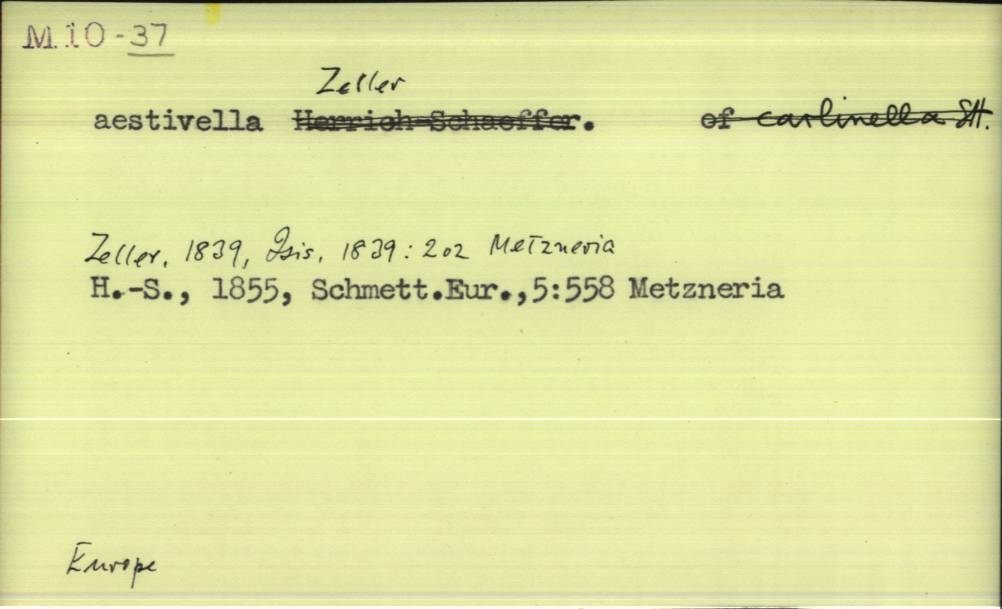 M.10-37
Zeller
aestivella Herrich-Schaeffer. of carlinella Stt.
Zeller, 1839, Isis, 1839: 202 Metzneria
H.-S., 1855, Schmett.Eur.,5:558 Metzneria
Europe